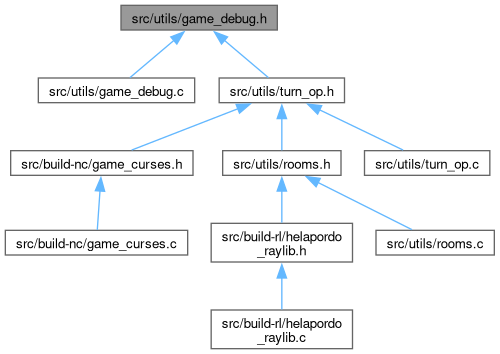 src/utils/game_debug.h
src/utils/game_debug.c
src/utils/turn_op.h
src/build-nc/game_curses.h
src/utils/rooms.h
src/utils/turn_op.c
src/build-nc/game_curses.c
src/build-rl/helapordo
_raylib.h
src/utils/rooms.c
src/build-rl/helapordo
_raylib.c